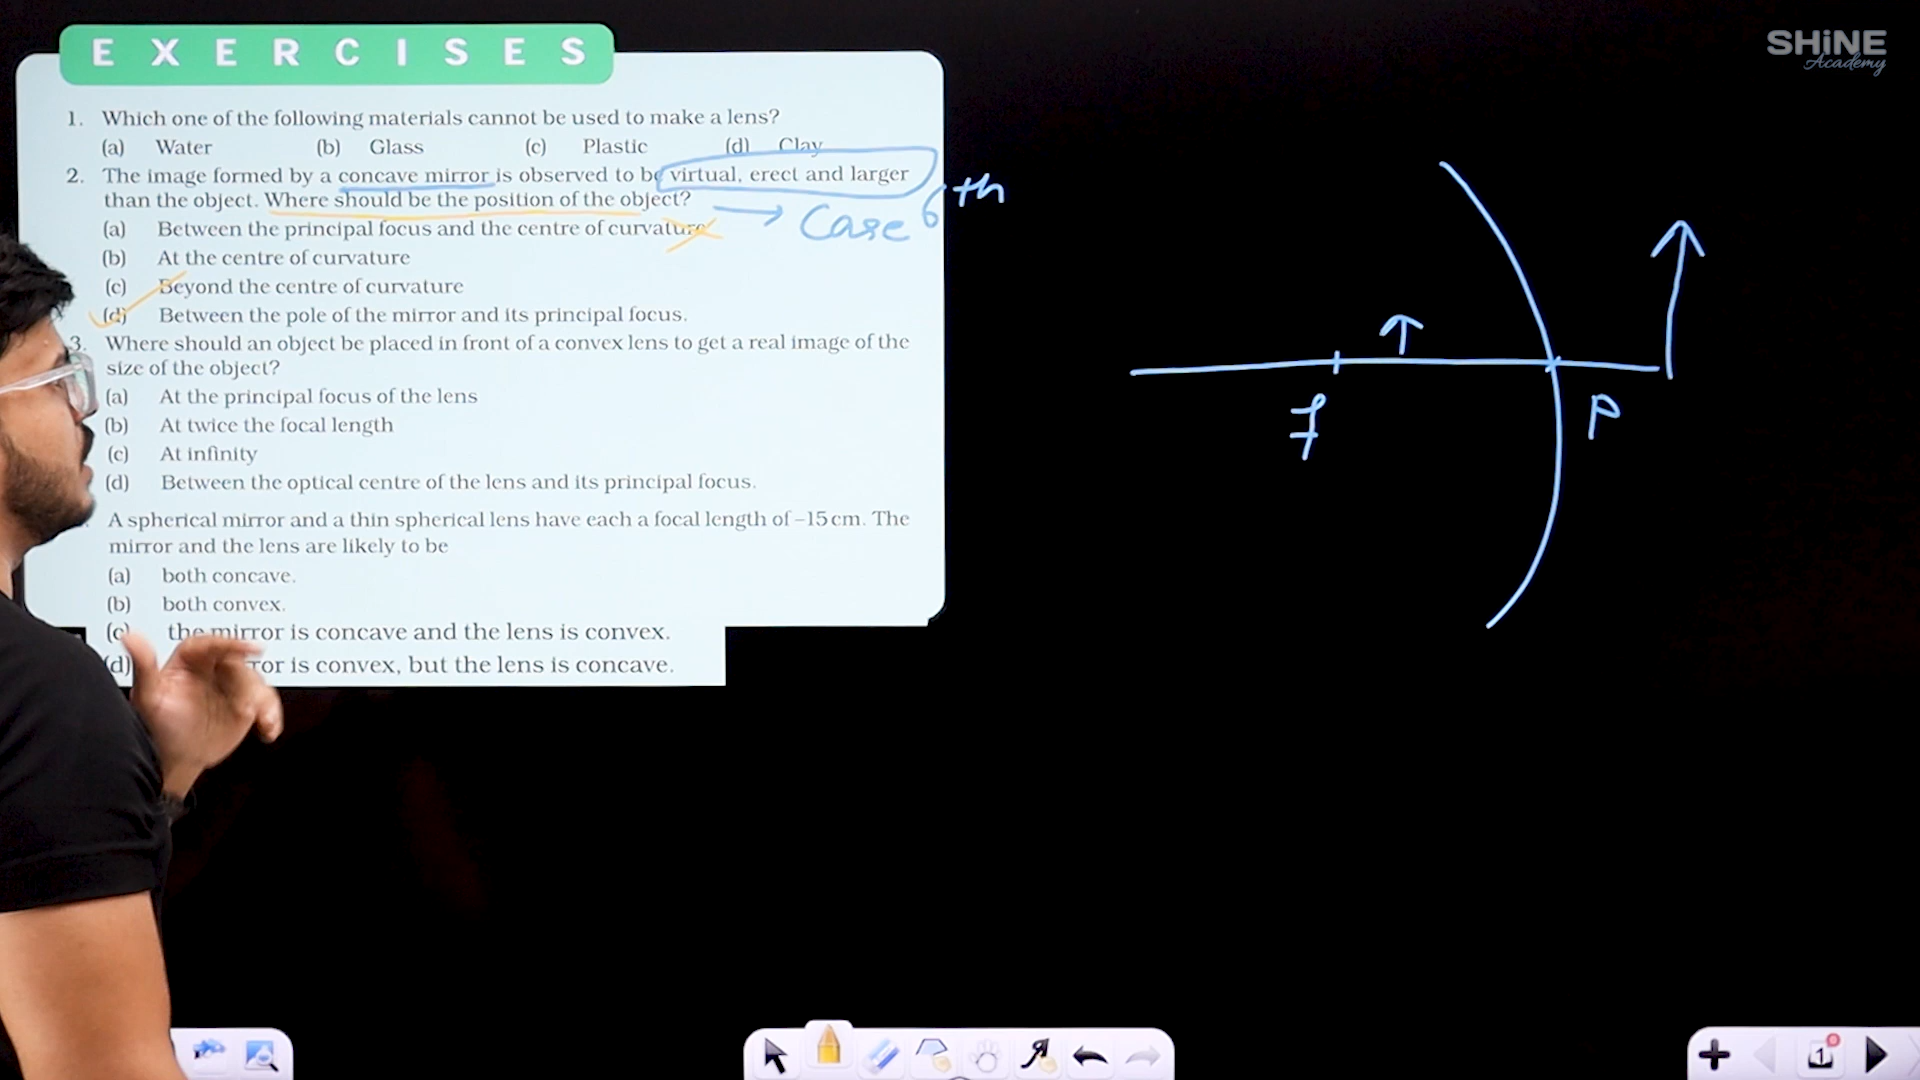 SHiNE
Academy
E X E R C I S E S
1. Which one of the following materials cannot be used to make a lens?
(a) Water (b) Glass (c) Plastic (d) Clay
2. The image formed by a concave mirror is observed to be virtual, erect and larger
than the object. Where should be the position of the object?
→ Case 6th
(a) Between the principal focus and the centre of curvature
(b) At the centre of curvature
(c) Beyond the centre of curvature
(d) Between the pole of the mirror and its principal focus.
3. Where should an object be placed in front of a convex lens to get a real image of the
size of the object?
(a) At the principal focus of the lens
(b) At twice the focal length
(c) At infinity
(d) Between the optical centre of the lens and its principal focus.
A spherical mirror and a thin spherical lens have each a focal length of –15 cm. The
mirror and the lens are likely to be
(a) both concave.
(b) both convex.
(c) the mirror is concave and the lens is convex.
(d) is convex, but the lens is concave.
f P
1